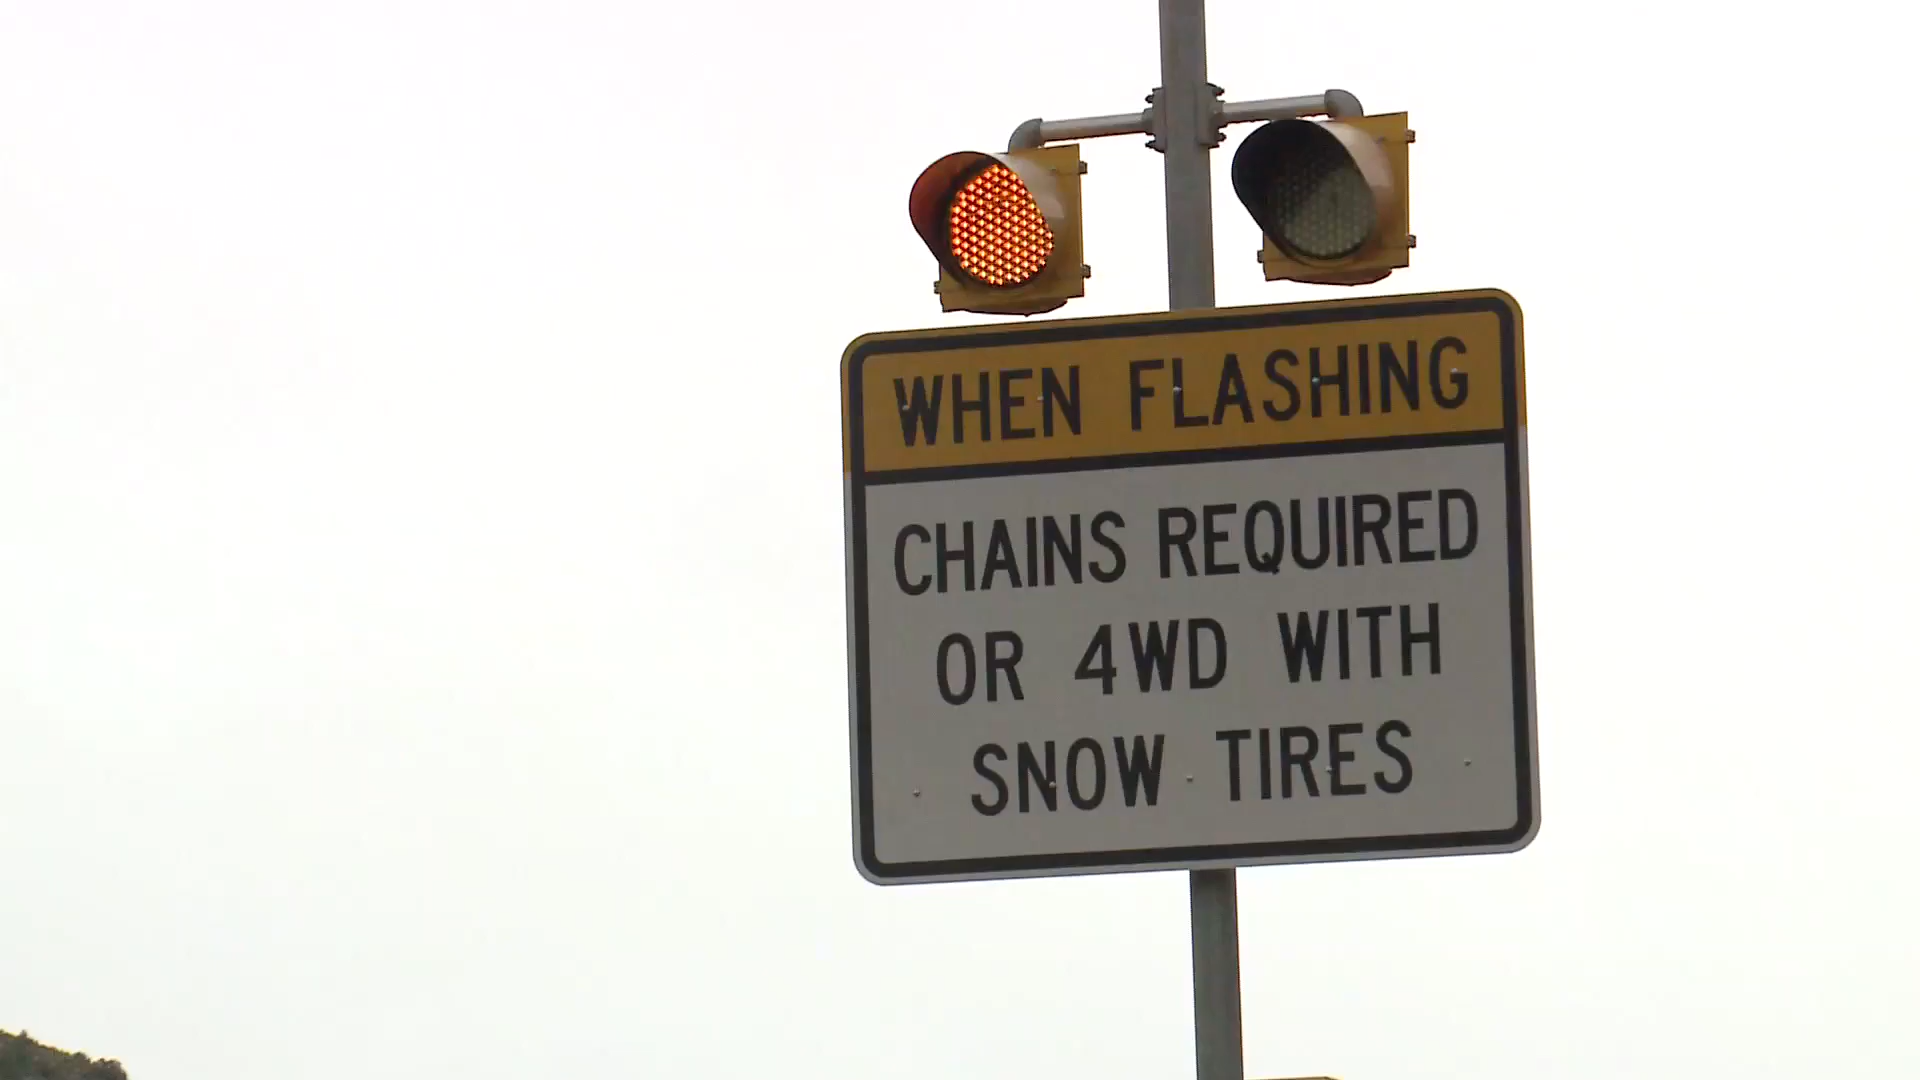 WHEN FLASHING
CHAINS REQUIRED
OR 4WD WITH
SNOW TIRES